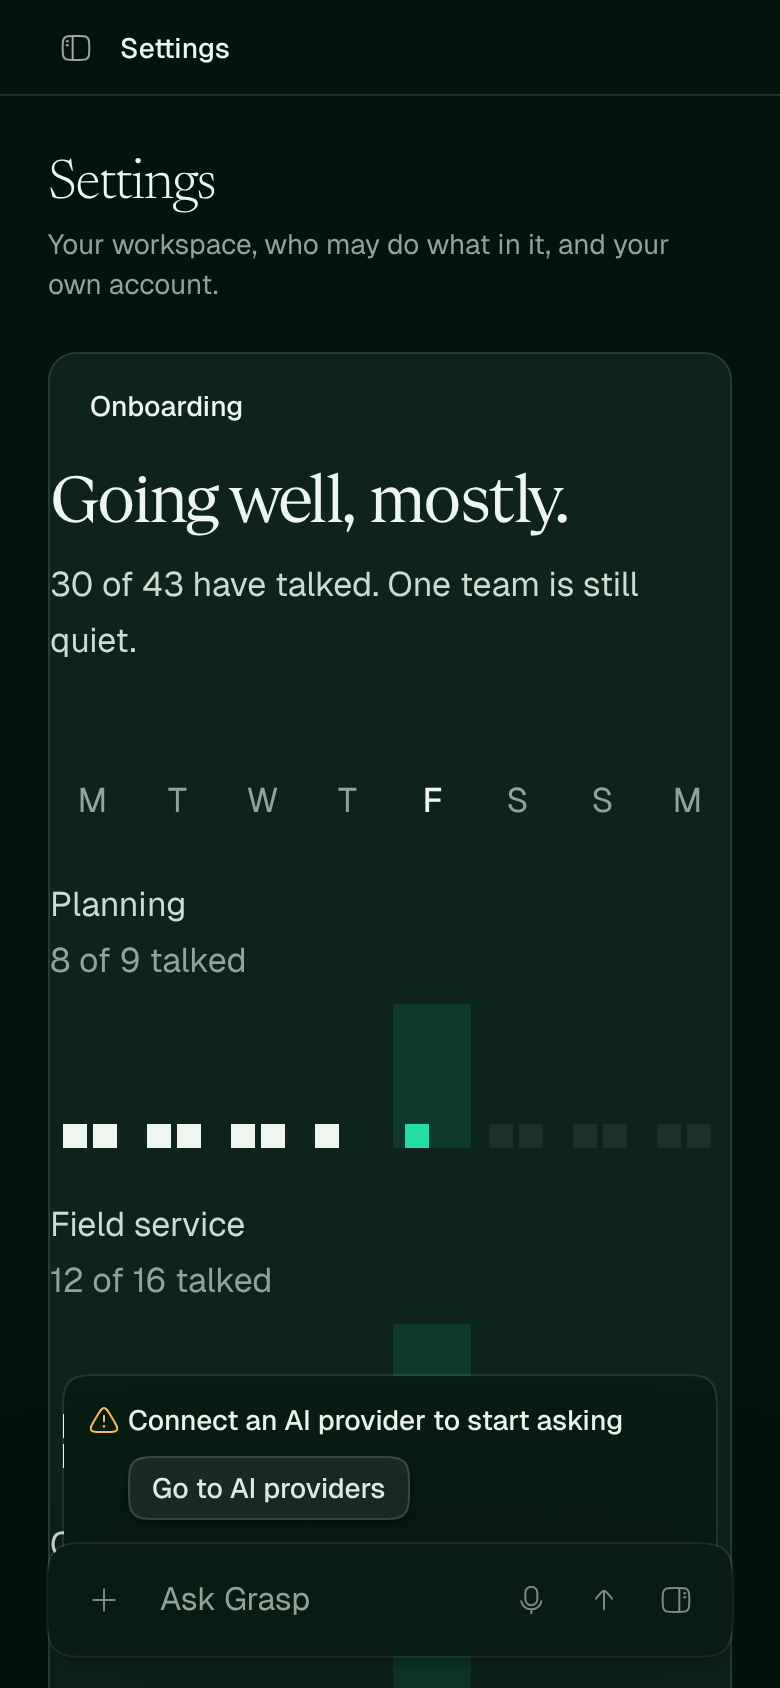 Settings
Settings
Your workspace, who may do what in it, and your
own account.
Onboarding
Going well, mostly.
30 of 43 have talked. One team is still
quiet.
M T W T F S S M
Planning
8 of 9 talked
Field service
12 of 16 talked
Connect an AI provider to start asking
Go to AI providers
Ask Grasp